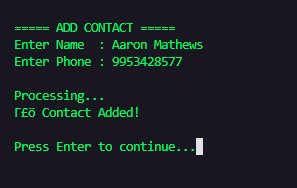 ===== ADD CONTACT =====
Enter Name  : Aaron Mathews
Enter Phone : 9953428577
Processing...
Γ£ö Contact Added!
Press Enter to continue...